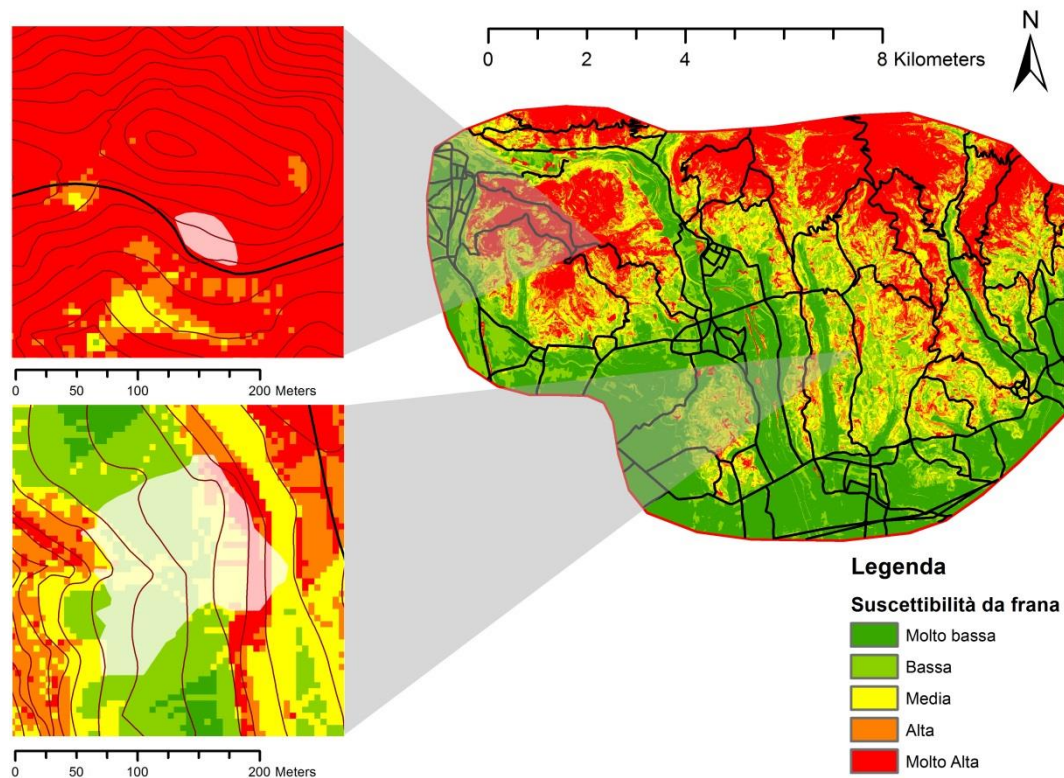 N
0 2 4 8 Kilometers
0 50 100 200 Meters
0 50 100 200 Meters
Legenda
Suscettibilità da frana
Molto bassa
Bassa
Media
Alta
Molto Alta